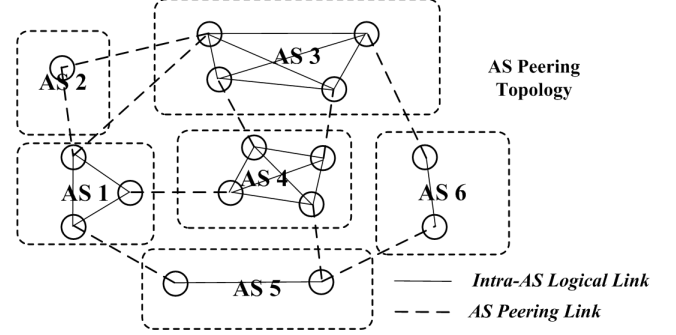 AS 3
AS Peering
Topology
AS 2
AS 1
AS 4
AS 6
AS 5
Intra-AS Logical Link
AS Peering Link